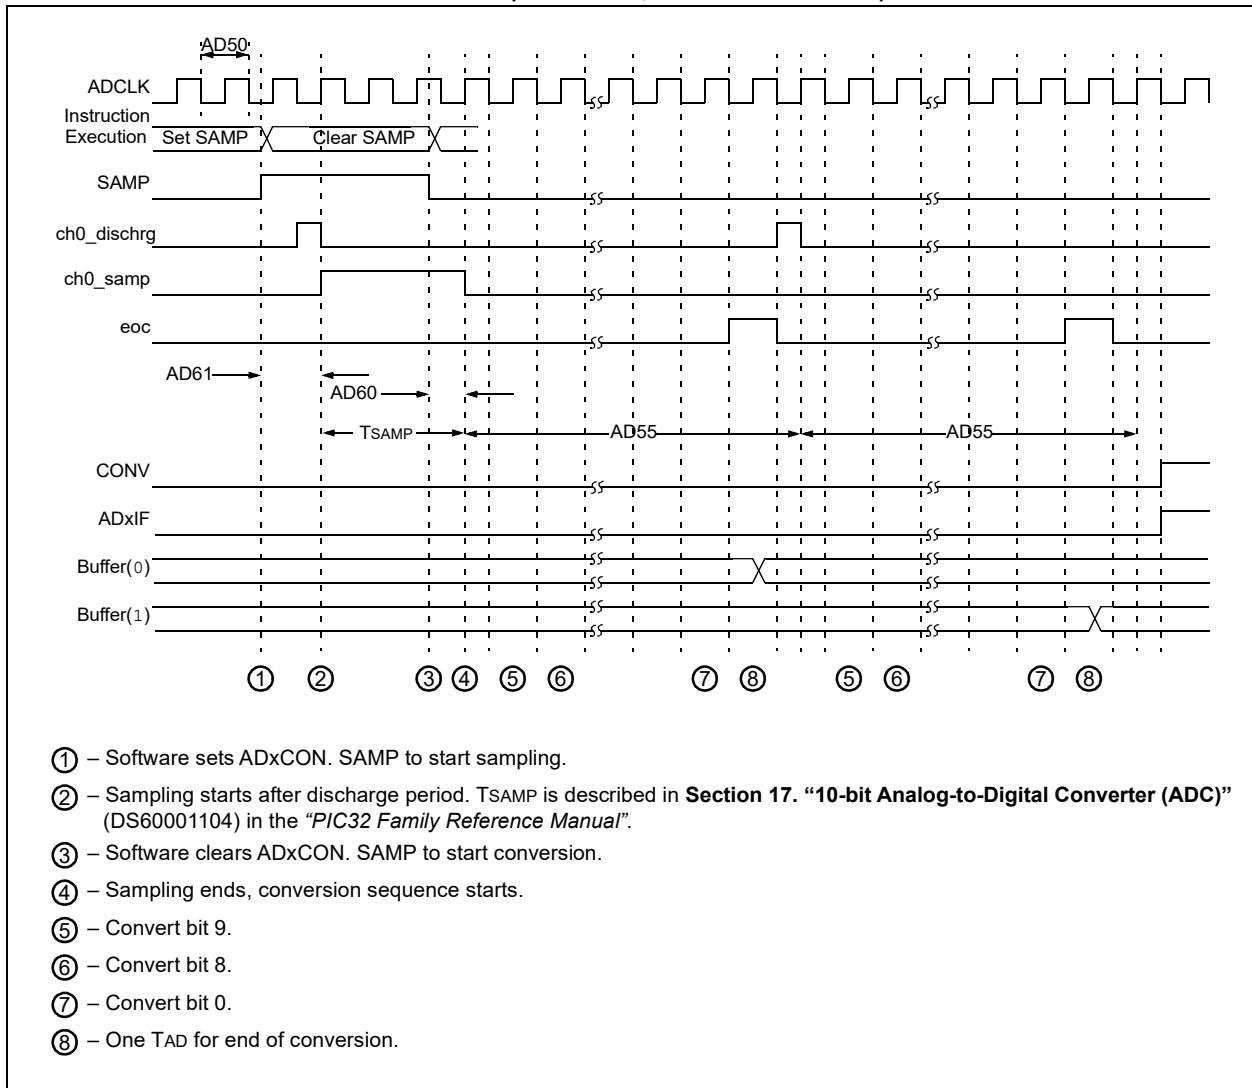 AD50
ADCLK
Instruction
Execution Set SAMP Clear SAMP
SAMP
ch0_dischrg
ch0_samp
eoc
AD61
AD60
TSAMP AD55 AD55
CONV
ADxIF
Buffer(0)
Buffer(1)
1 2 3 4 5 6 7 8 5 6 7 8
1 – Software sets ADxCON. SAMP to start sampling.
2 – Sampling starts after discharge period. TSAMP is described in Section 17. “10-bit Analog-to-Digital Converter (ADC)”
(DS60001104) in the “PIC32 Family Reference Manual”.
3 – Software clears ADxCON. SAMP to start conversion.
4 – Sampling ends, conversion sequence starts.
5 – Convert bit 9.
6 – Convert bit 8.
7 – Convert bit 0.
8 – One TAD for end of conversion.